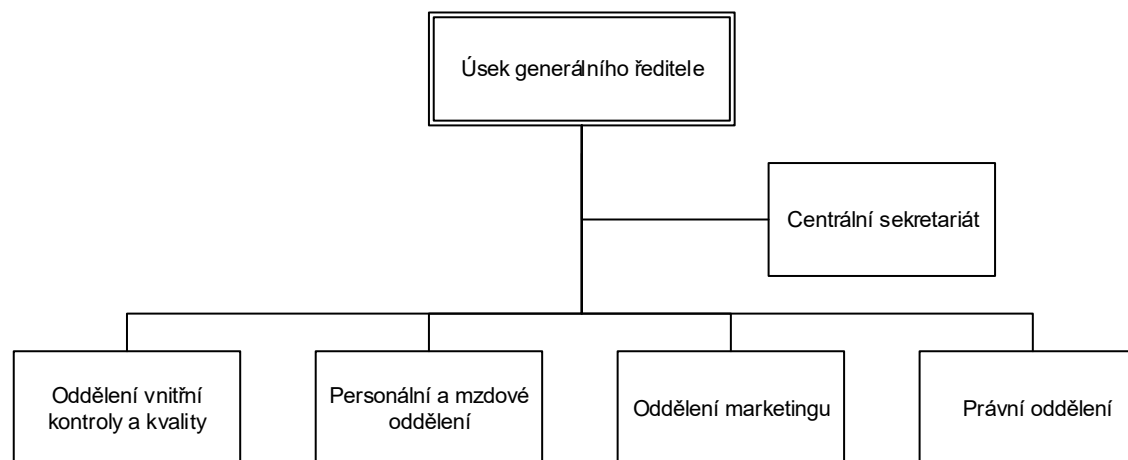 Úsek generálního ředitele
Centrální sekretariát
Oddělení vnitřní
kontroly a kvality
Personální a mzdové
oddělení
Oddělení marketingu
Právní oddělení